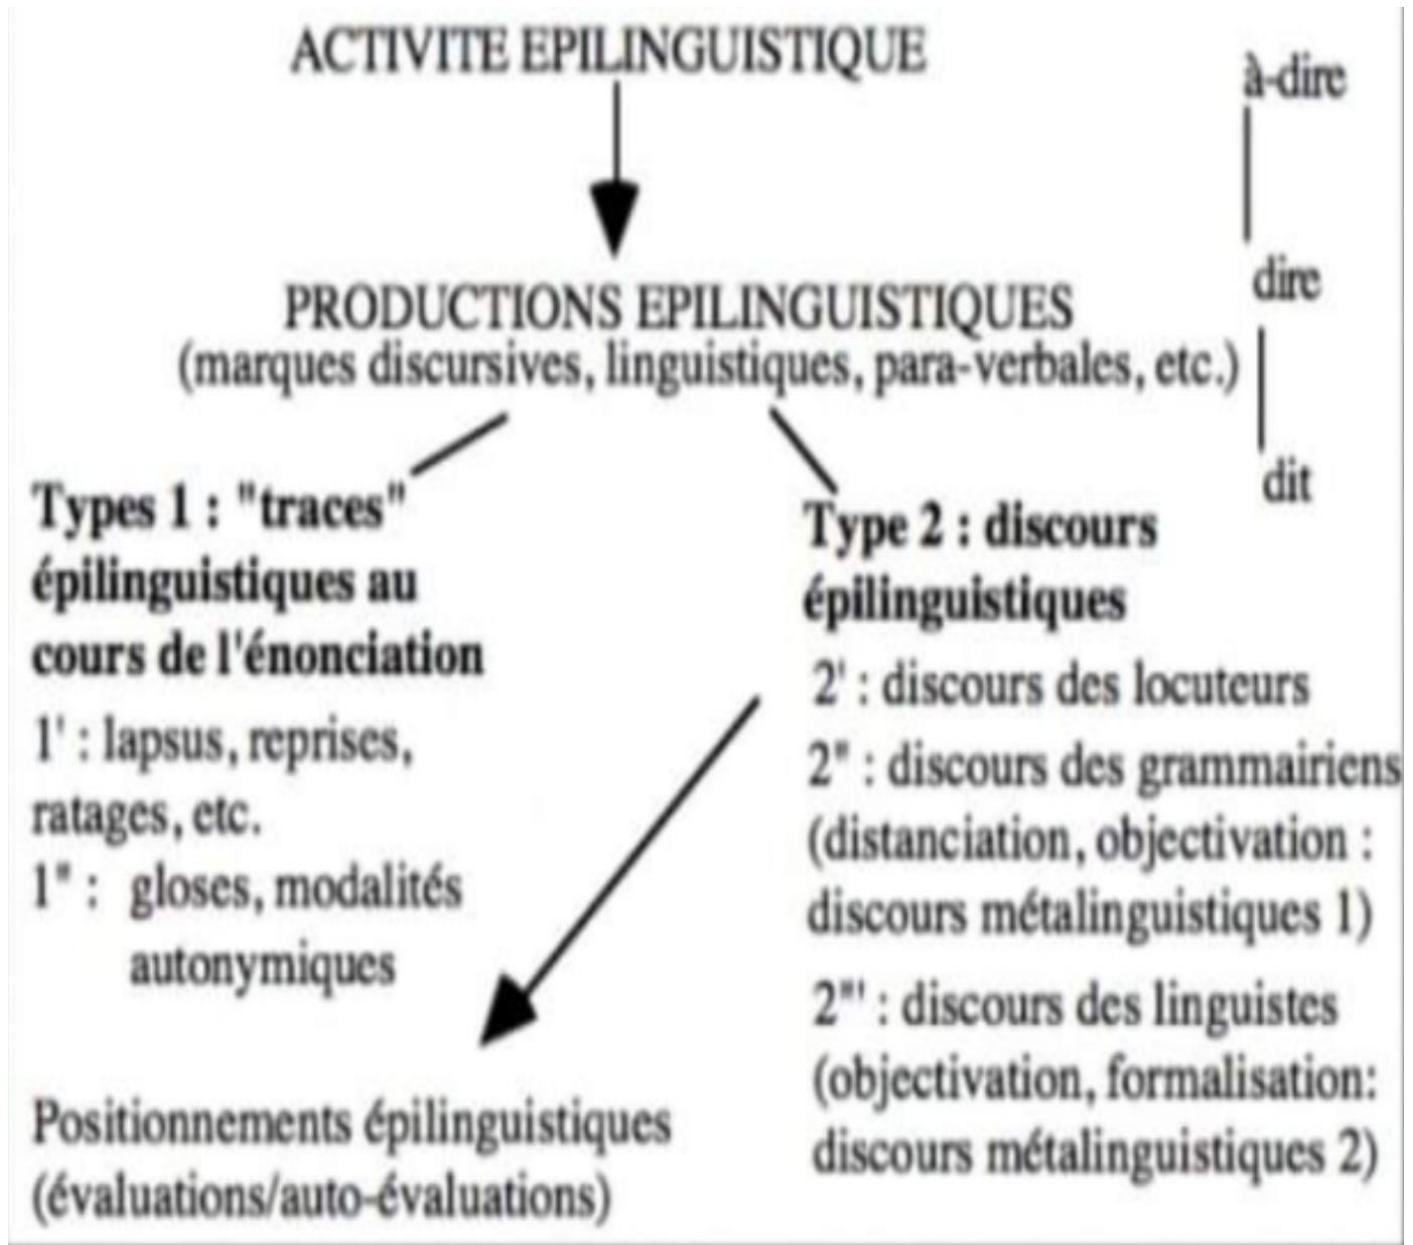 ACTIVITE EPILINGUISTIQUE
à-dire
dire
PRODUCTIONS EPILINGUISTIQUES
(marques discursives, linguistiques, para-verbales, etc.)
dit
Types 1 : "traces"
épilinguistiques au
cours de l'énonciation
1' : lapsus, reprises,
ratages, etc.
1" : gloses, modalités
autonymiques
Type 2 : discours
épilinguistiques
2' : discours des locuteurs
2" : discours des grammairiens
(distanciation, objectivation :
discours métalinguistiques 1)
2"' : discours des linguistes
(objectivation, formalisation:
discours métalinguistiques 2)
Positionnements épilinguistiques
(évaluations/auto-évaluations)